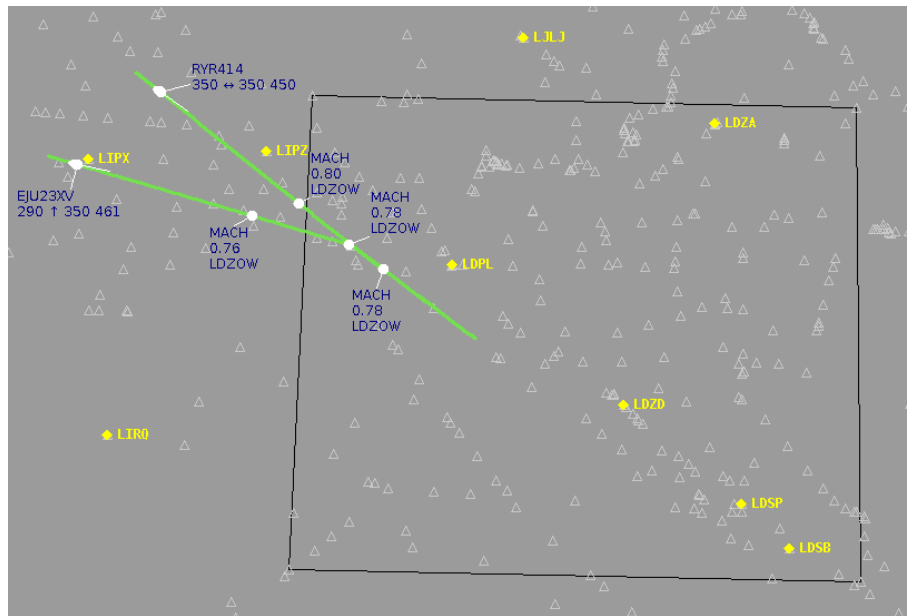 LJLJ
RYR414
350 ↔ 350 450
LDZA
LIPX
LIPZ
MACH
0.80
LDZOW
EJU23XV
290 ↑ 350 461
MACH
0.78
LDZOW
MACH
0.76
LDZOW
LDPL
MACH
0.78
LDZOW
LDZD
LIRQ
LDSP
LDSB